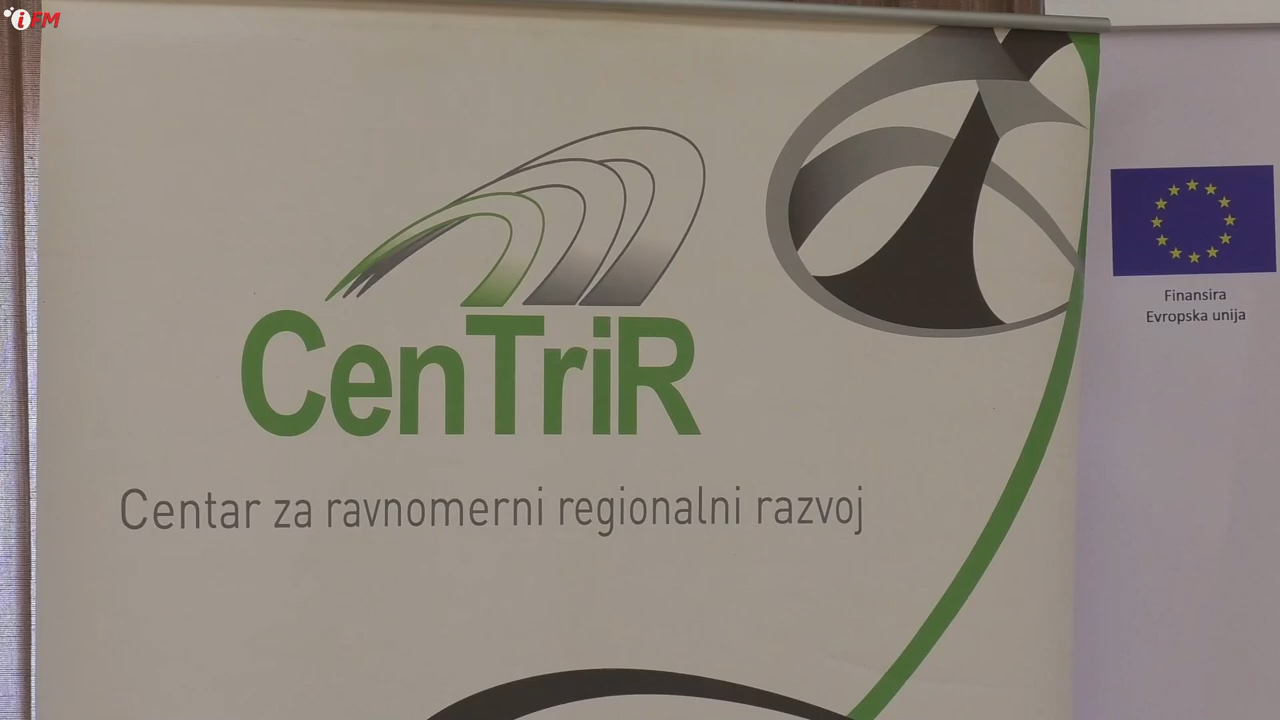 iFM
CenTriR
Centar za ravnomerni regionalni razvoj
Finansira
Evropska unija